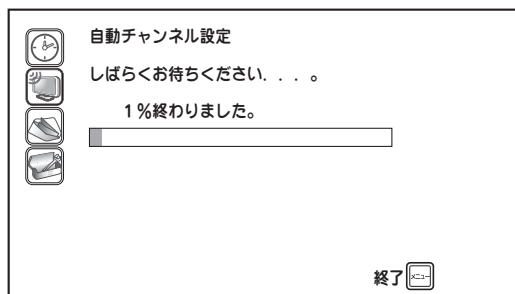 自動チャンネル設定
しばらくお待ちください．．．。
１％終わりました。
終了 メニュー